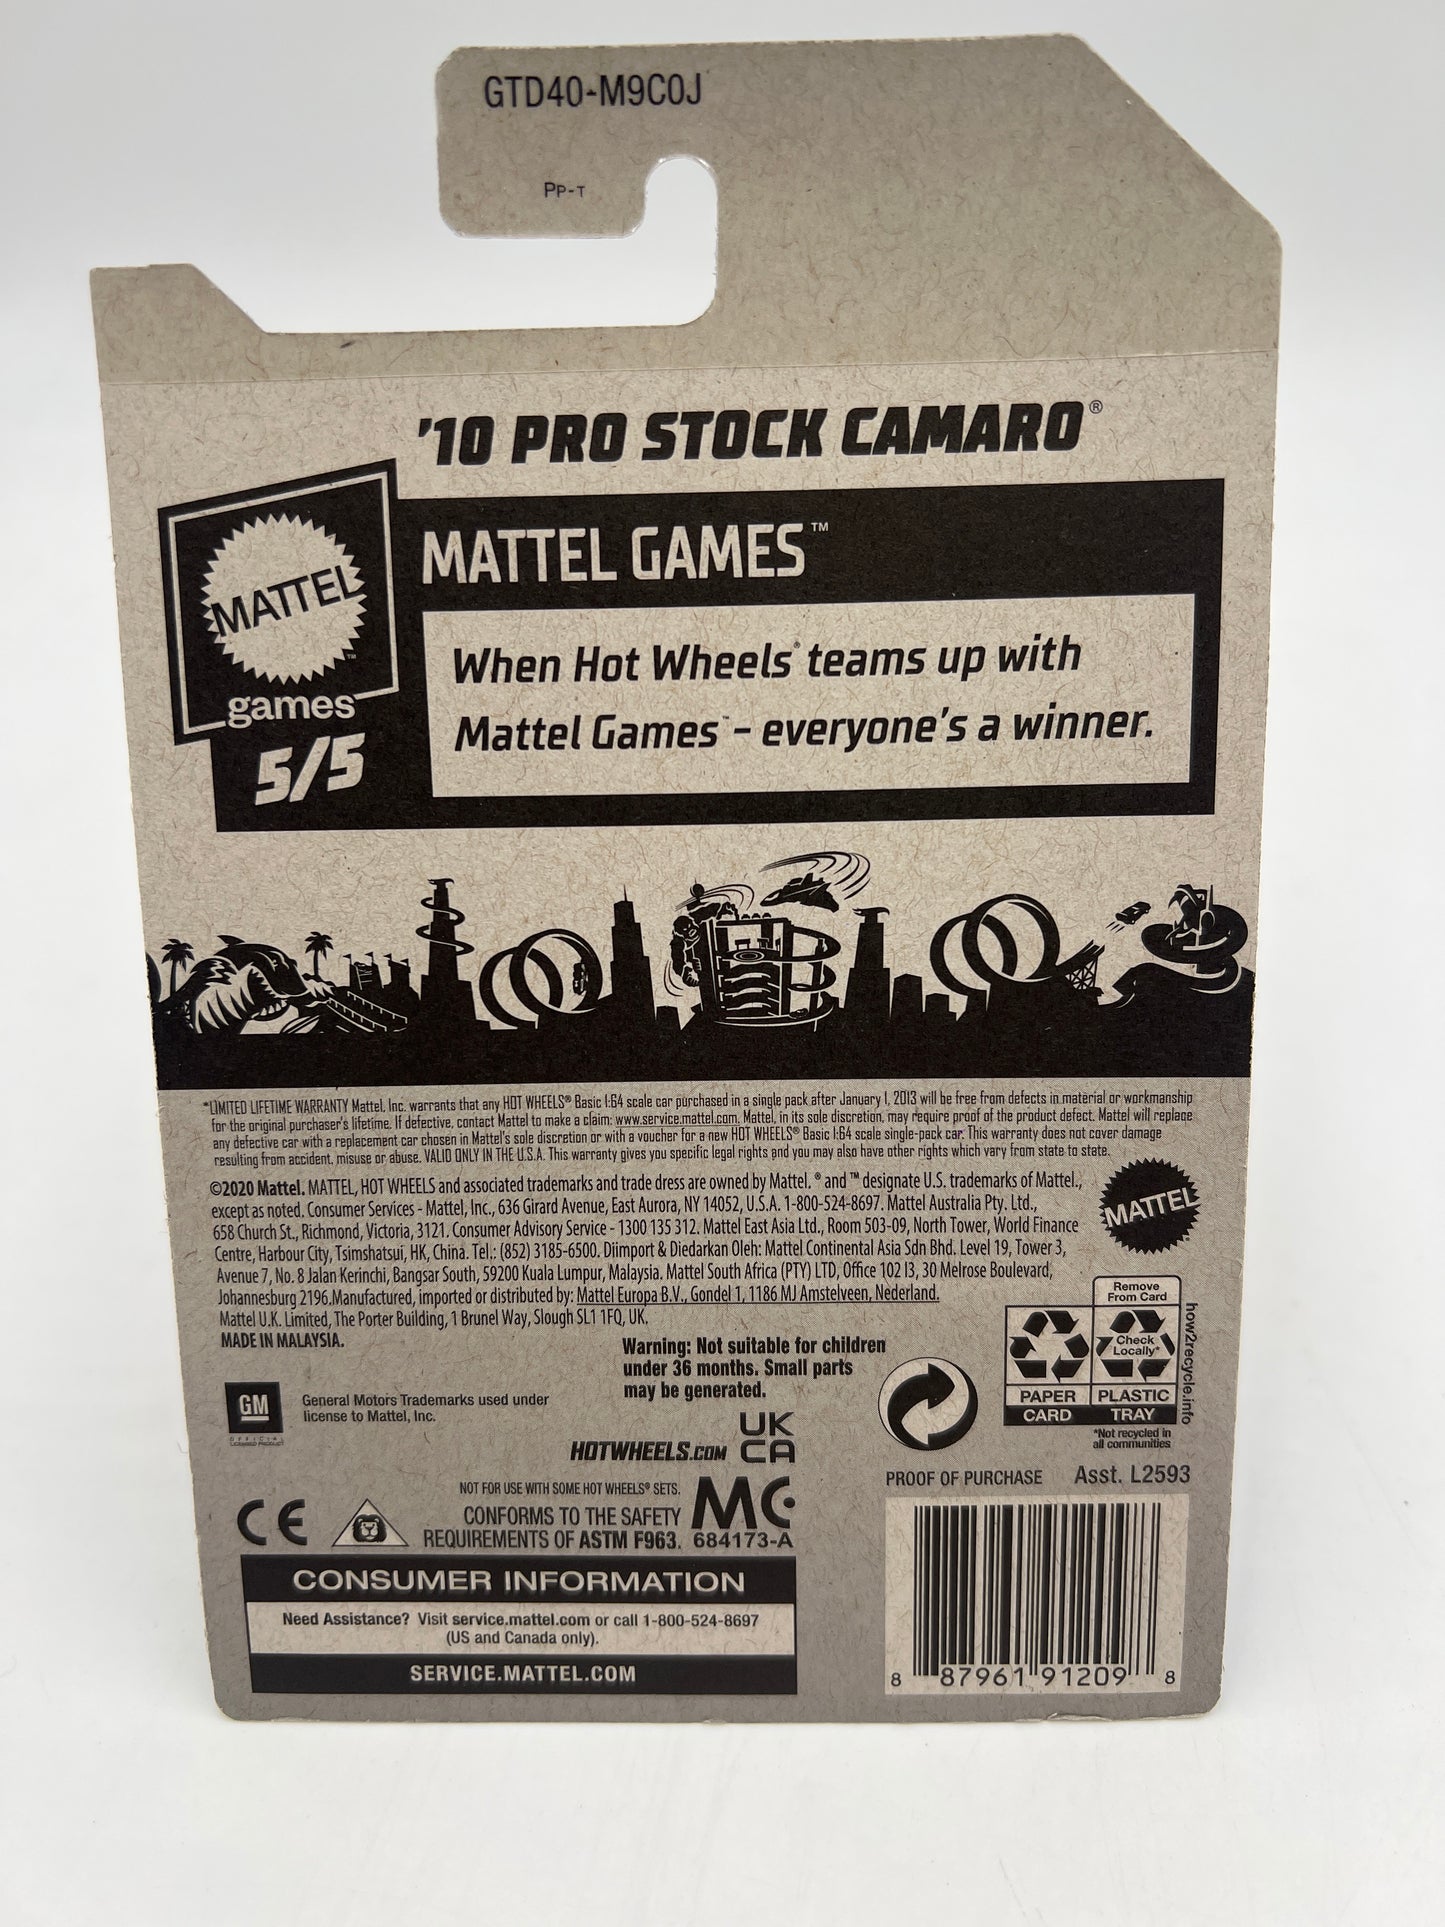 GTD40-M9C0J
PP-T
'10 PRO STOCK CAMARO®
MATTEL™
games
5/5
MATTEL GAMES™
When Hot Wheels® teams up with
Mattel Games™ – everyone's a winner.
*LIMITED LIFETIME WARRANTY Mattel, Inc. warrants that any HOT WHEELS® Basic 1:64 scale car purchased in a single pack after January 1, 2013 will be free from defects in material or workmanship
for the original purchaser's lifetime. If defective, contact Mattel to make a claim: www.service.mattel.com. Mattel, in its sole discretion, may require proof of the product defect. Mattel will replace
any defective car with a replacement car chosen in Mattel's sole discretion or with a voucher for a new HOT WHEELS® Basic 1:64 scale single-pack car. This warranty does not cover damage
resulting from accident, misuse or abuse. VALID ONLY IN THE U.S.A. This warranty gives you specific legal rights and you may also have other rights which vary from state to state.
©2020 Mattel. MATTEL, HOT WHEELS and associated trademarks and trade dress are owned by Mattel. ® and ™ designate U.S. trademarks of Mattel.,
except as noted. Consumer Services - Mattel, Inc., 636 Girard Avenue, East Aurora, NY 14052, U.S.A. 1-800-524-8697. Mattel Australia Pty. Ltd.,
658 Church St., Richmond, Victoria, 3121. Consumer Advisory Service - 1300 135 312. Mattel East Asia Ltd., Room 503-09, North Tower, World Finance
Centre, Harbour City, Tsimshatsui, HK, China. Tel.: (852) 3185-6500. Diimport & Diedarkan Oleh: Mattel Continental Asia Sdn Bhd. Level 19, Tower 3,
Avenue 7, No. 8 Jalan Kerinchi, Bangsar South, 59200 Kuala Lumpur, Malaysia. Mattel South Africa (PTY) LTD, Office 102 I3, 30 Melrose Boulevard,
Johannesburg 2196.Manufactured, imported or distributed by: Mattel Europa B.V., Gondel 1, 1186 MJ Amstelveen, Nederland.
Mattel U.K. Limited, The Porter Building, 1 Brunel Way, Slough SL1 1FQ, UK.
MADE IN MALAYSIA.
MATTEL
Remove
From Card
Check
Locally*
PAPER
PLASTIC
CARD
TRAY
*Not recycled in
all communities
how2recycle.info
Warning: Not suitable for children
under 36 months. Small parts
may be generated.
GM
OFFICIAL
LICENSED PRODUCT
General Motors Trademarks used under
license to Mattel, Inc.
HOTWHEELS.COM
UK
CA
NOT FOR USE WITH SOME HOT WHEELS® SETS.
CE
CONFORMS TO THE SAFETY
REQUIREMENTS OF ASTM F963.
MC
684173-A
PROOF OF PURCHASE
Asst. L2593
CONSUMER INFORMATION
Need Assistance? Visit service.mattel.com or call 1-800-524-8697
(US and Canada only).
SERVICE.MATTEL.COM
8 87961 91209 8